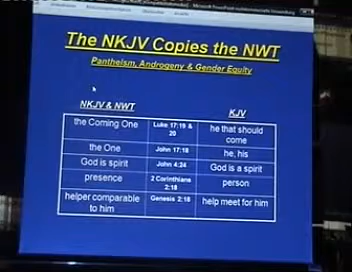 The NKJV Copies the NWT
Pantheism, Androgeny & Gender Equity
NKJV & NWT KJV
the Coming One Luke 17:19 & 20 he that should come
the One John 17:18 he, his
God is spirit John 4:24 God is a spirit
presence 2 Corinthians 2:18 person
helper comparable to him Genesis 2:18 help meet for him